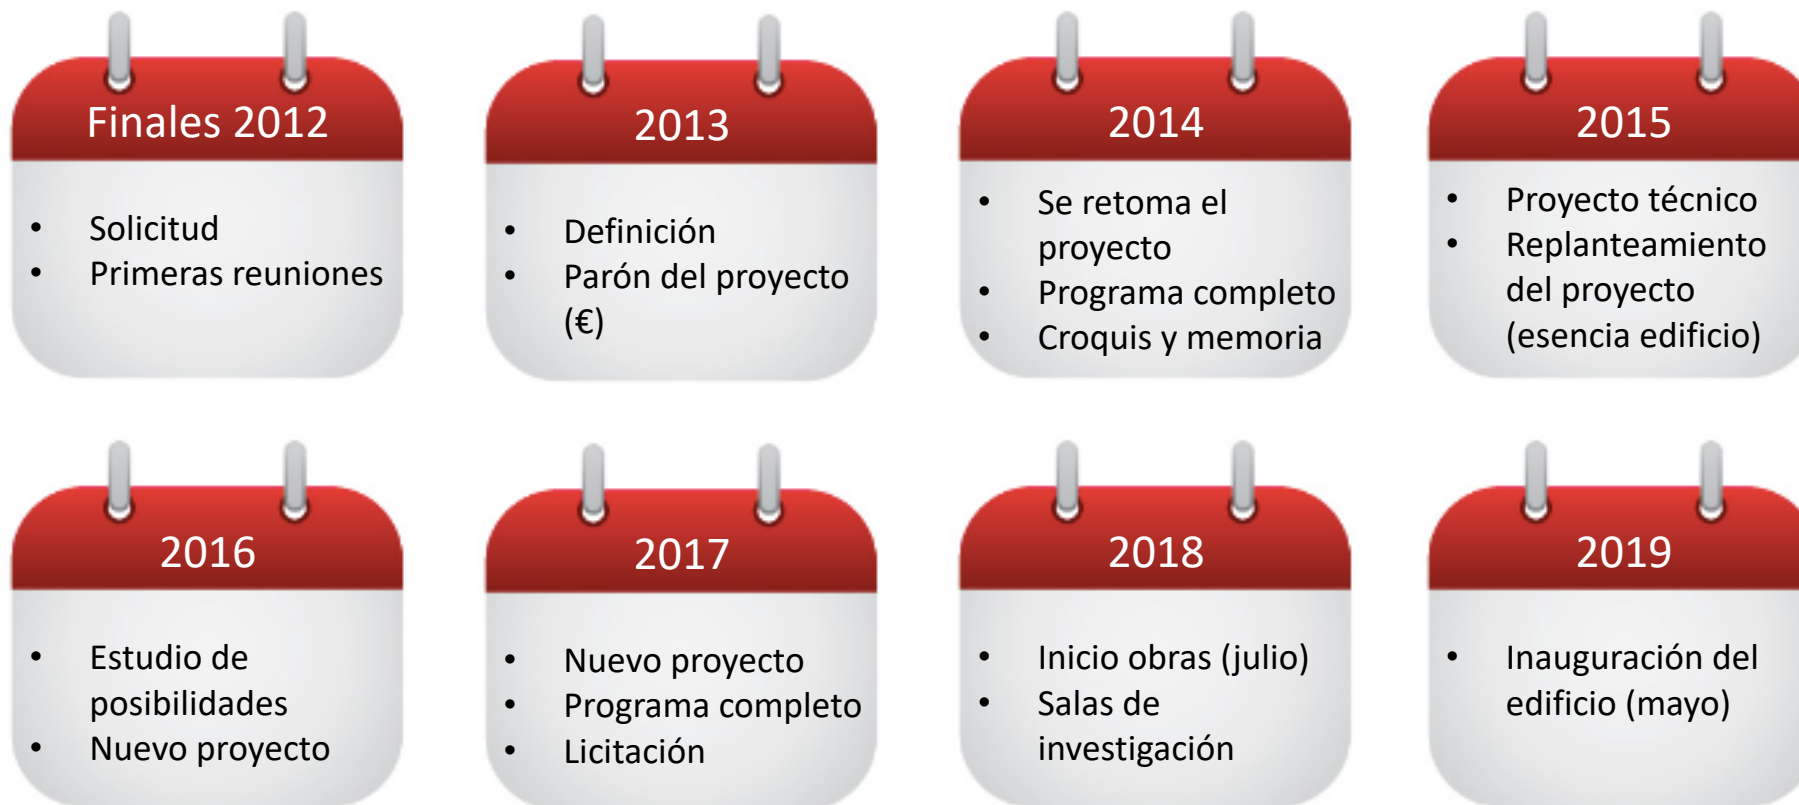 Finales 2012
• Solicitud
• Primeras reuniones
2013
• Definición
• Parón del proyecto
(€)
2014
• Se retoma el
proyecto
• Programa completo
• Croquis y memoria
2015
• Proyecto técnico
• Replanteamiento
del proyecto
(esencia edificio)
2016
• Estudio de
posibilidades
• Nuevo proyecto
2017
• Nuevo proyecto
• Programa completo
• Licitación
2018
• Inicio obras (julio)
• Salas de
investigación
2019
• Inauguración del
edificio (mayo)